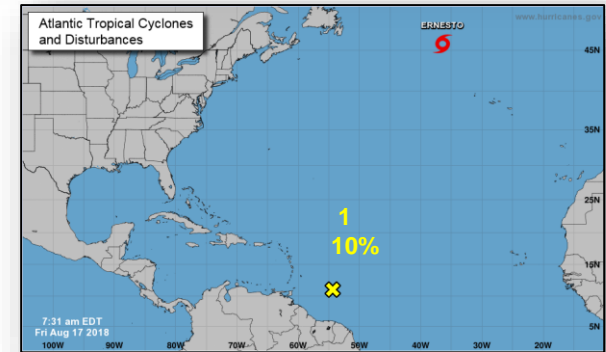 Atlantic Tropical Cyclones
and Disturbances
www.hurricanes.gov
ERNESTO
45N
35N
25N
1
10%
15N
7:31 am EDT
Fri Aug 17 2018
5N
100W 90W 80W 70W 60W 50W 40W 30W 20W